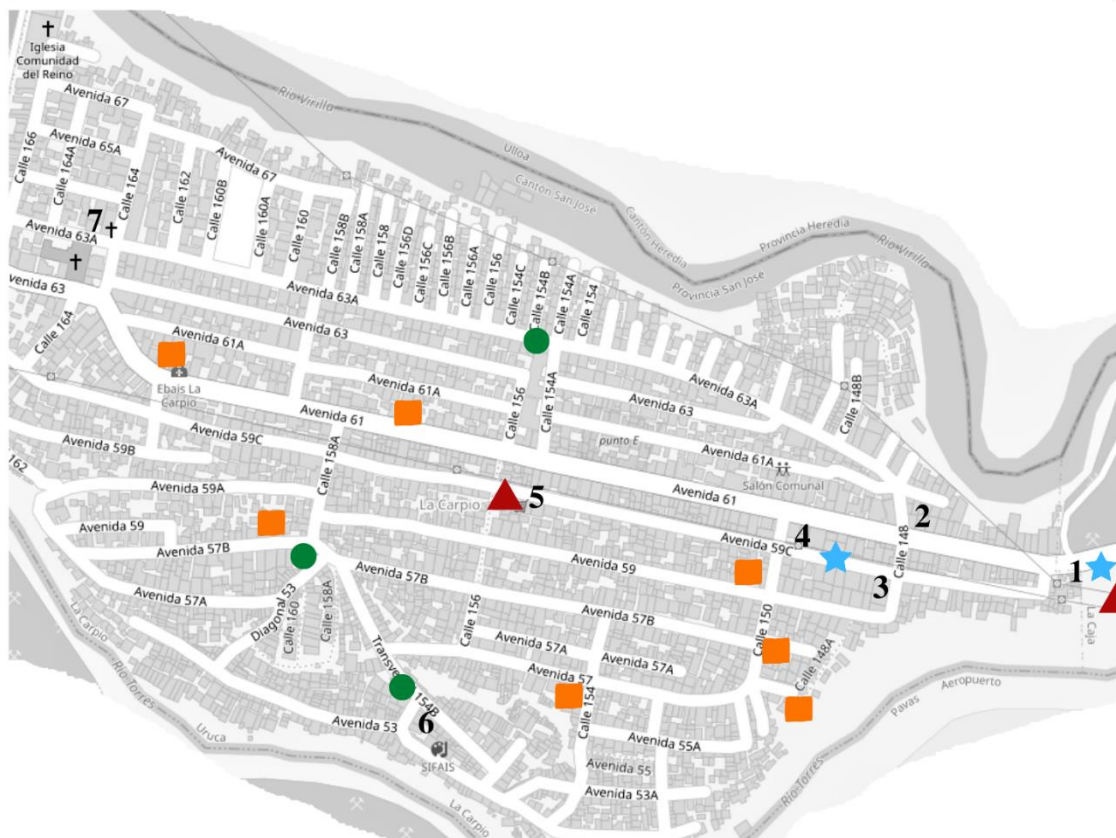 Iglesia
Comunidad
del Reino
Avenida 67
Río Virilla
Avenida 65A
Avenida 67
Ulloa
Cantón San José
Calle 166
Calle 164A
Calle 164
Calle 162
Calle 160B
Calle 160A
Calle 160
Calle 158B
Calle 158A
Calle 158
Calle 156D
Calle 156C
Calle 156B
Calle 156A
Calle 156
Calle 154C
Calle 154B
Calle 154A
Calle 154
Cantón Heredia
Provincia Heredia
Río Virilla
Provincia San José
7
Avenida 63A
Avenida 63
Calle 164
Avenida 63A
Avenida 63
Avenida 61A
Ebais La
Carpio
Avenida 61A
Avenida 61
Calle 156
Calle 154A
Avenida 63
Avenida 63A
Calle 148B
punto E
Avenida 61A
Salón Comunal
Avenida 59C
Avenida 59B
Calle 158A
162
Avenida 59A
La Carpio
5
Avenida 61
2
Calle 148
Avenida 59
Avenida 57B
4
Avenida 59C
3
1
Avenida 59
Avenida 57B
Avenida 57B
Calle 150
Calle 148A
La Caja
Avenida 57A
Diagonal 53
Calle 160
Calle 158A
Calle 156
Avenida 57A
Avenida 57A
Avenida 57
Calle 154
La Carpio
Río Torres
Uruca
154B
Avenida 53
6
SIFAIS
La Carpio
Avenida 55A
Avenida 55
Avenida 53A
Río Torres
Pavas
Aeropuerto